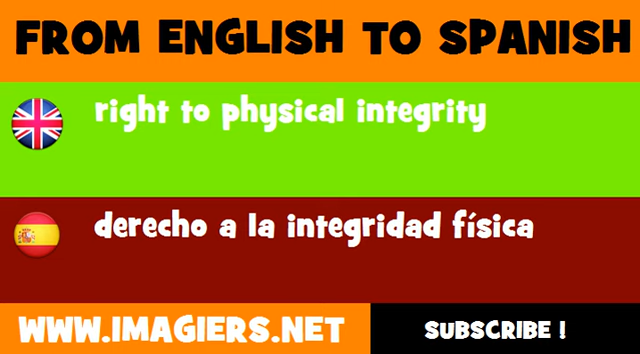 FROM ENGLISH TO SPANISH
right to physical integrity
derecho a la integridad física
WWW.IMAGIERS.NET
SUBSCRIBE !